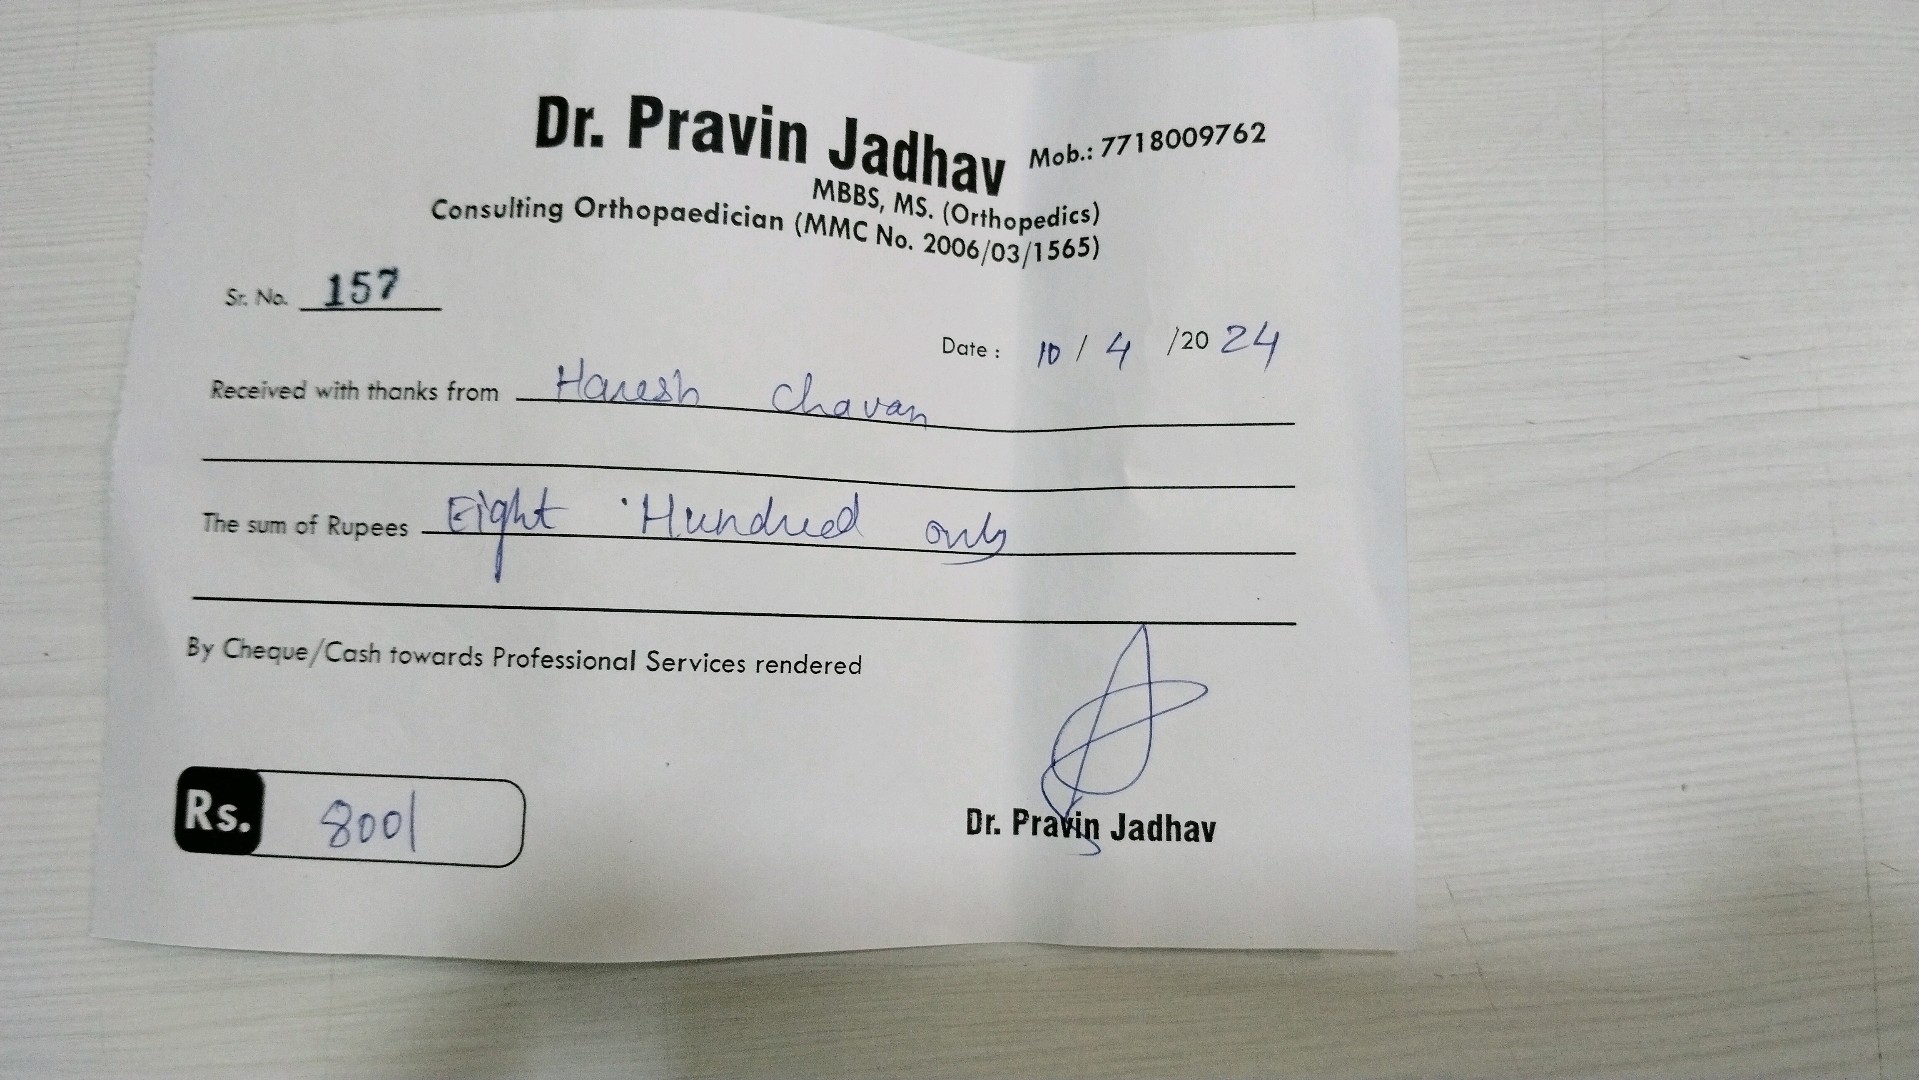 Dr. Pravin Jadhav Mob.: 7718009762
MBBS, MS. (Orthopedics)
Consulting Orthopaedician (MMC No. 2006/03/1565)
Sr. No. 157
Date : 10 / 4 /20 24
Received with thanks from Haresh Chavan
The sum of Rupees Eight Hundred only
By Cheque/Cash towards Professional Services rendered
Rs. 800/
Dr. Pravin Jadhav